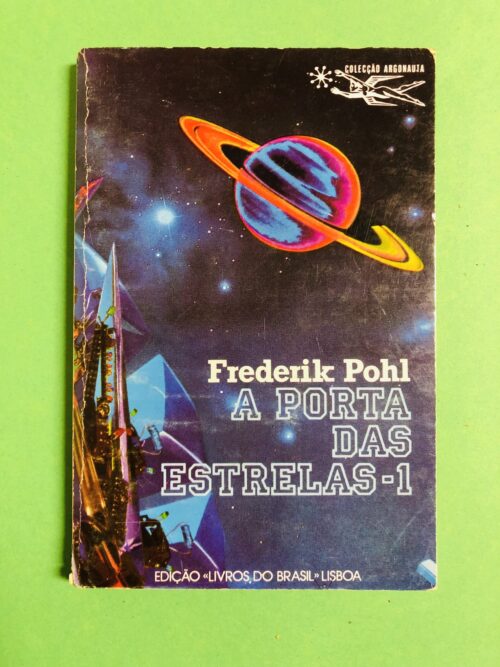 COLECÇÃO ARGONAUTA
Frederik Pohl
A PORTA
DAS
ESTRELAS-1
EDIÇÃO «LIVROS DO BRASIL» LISBOA